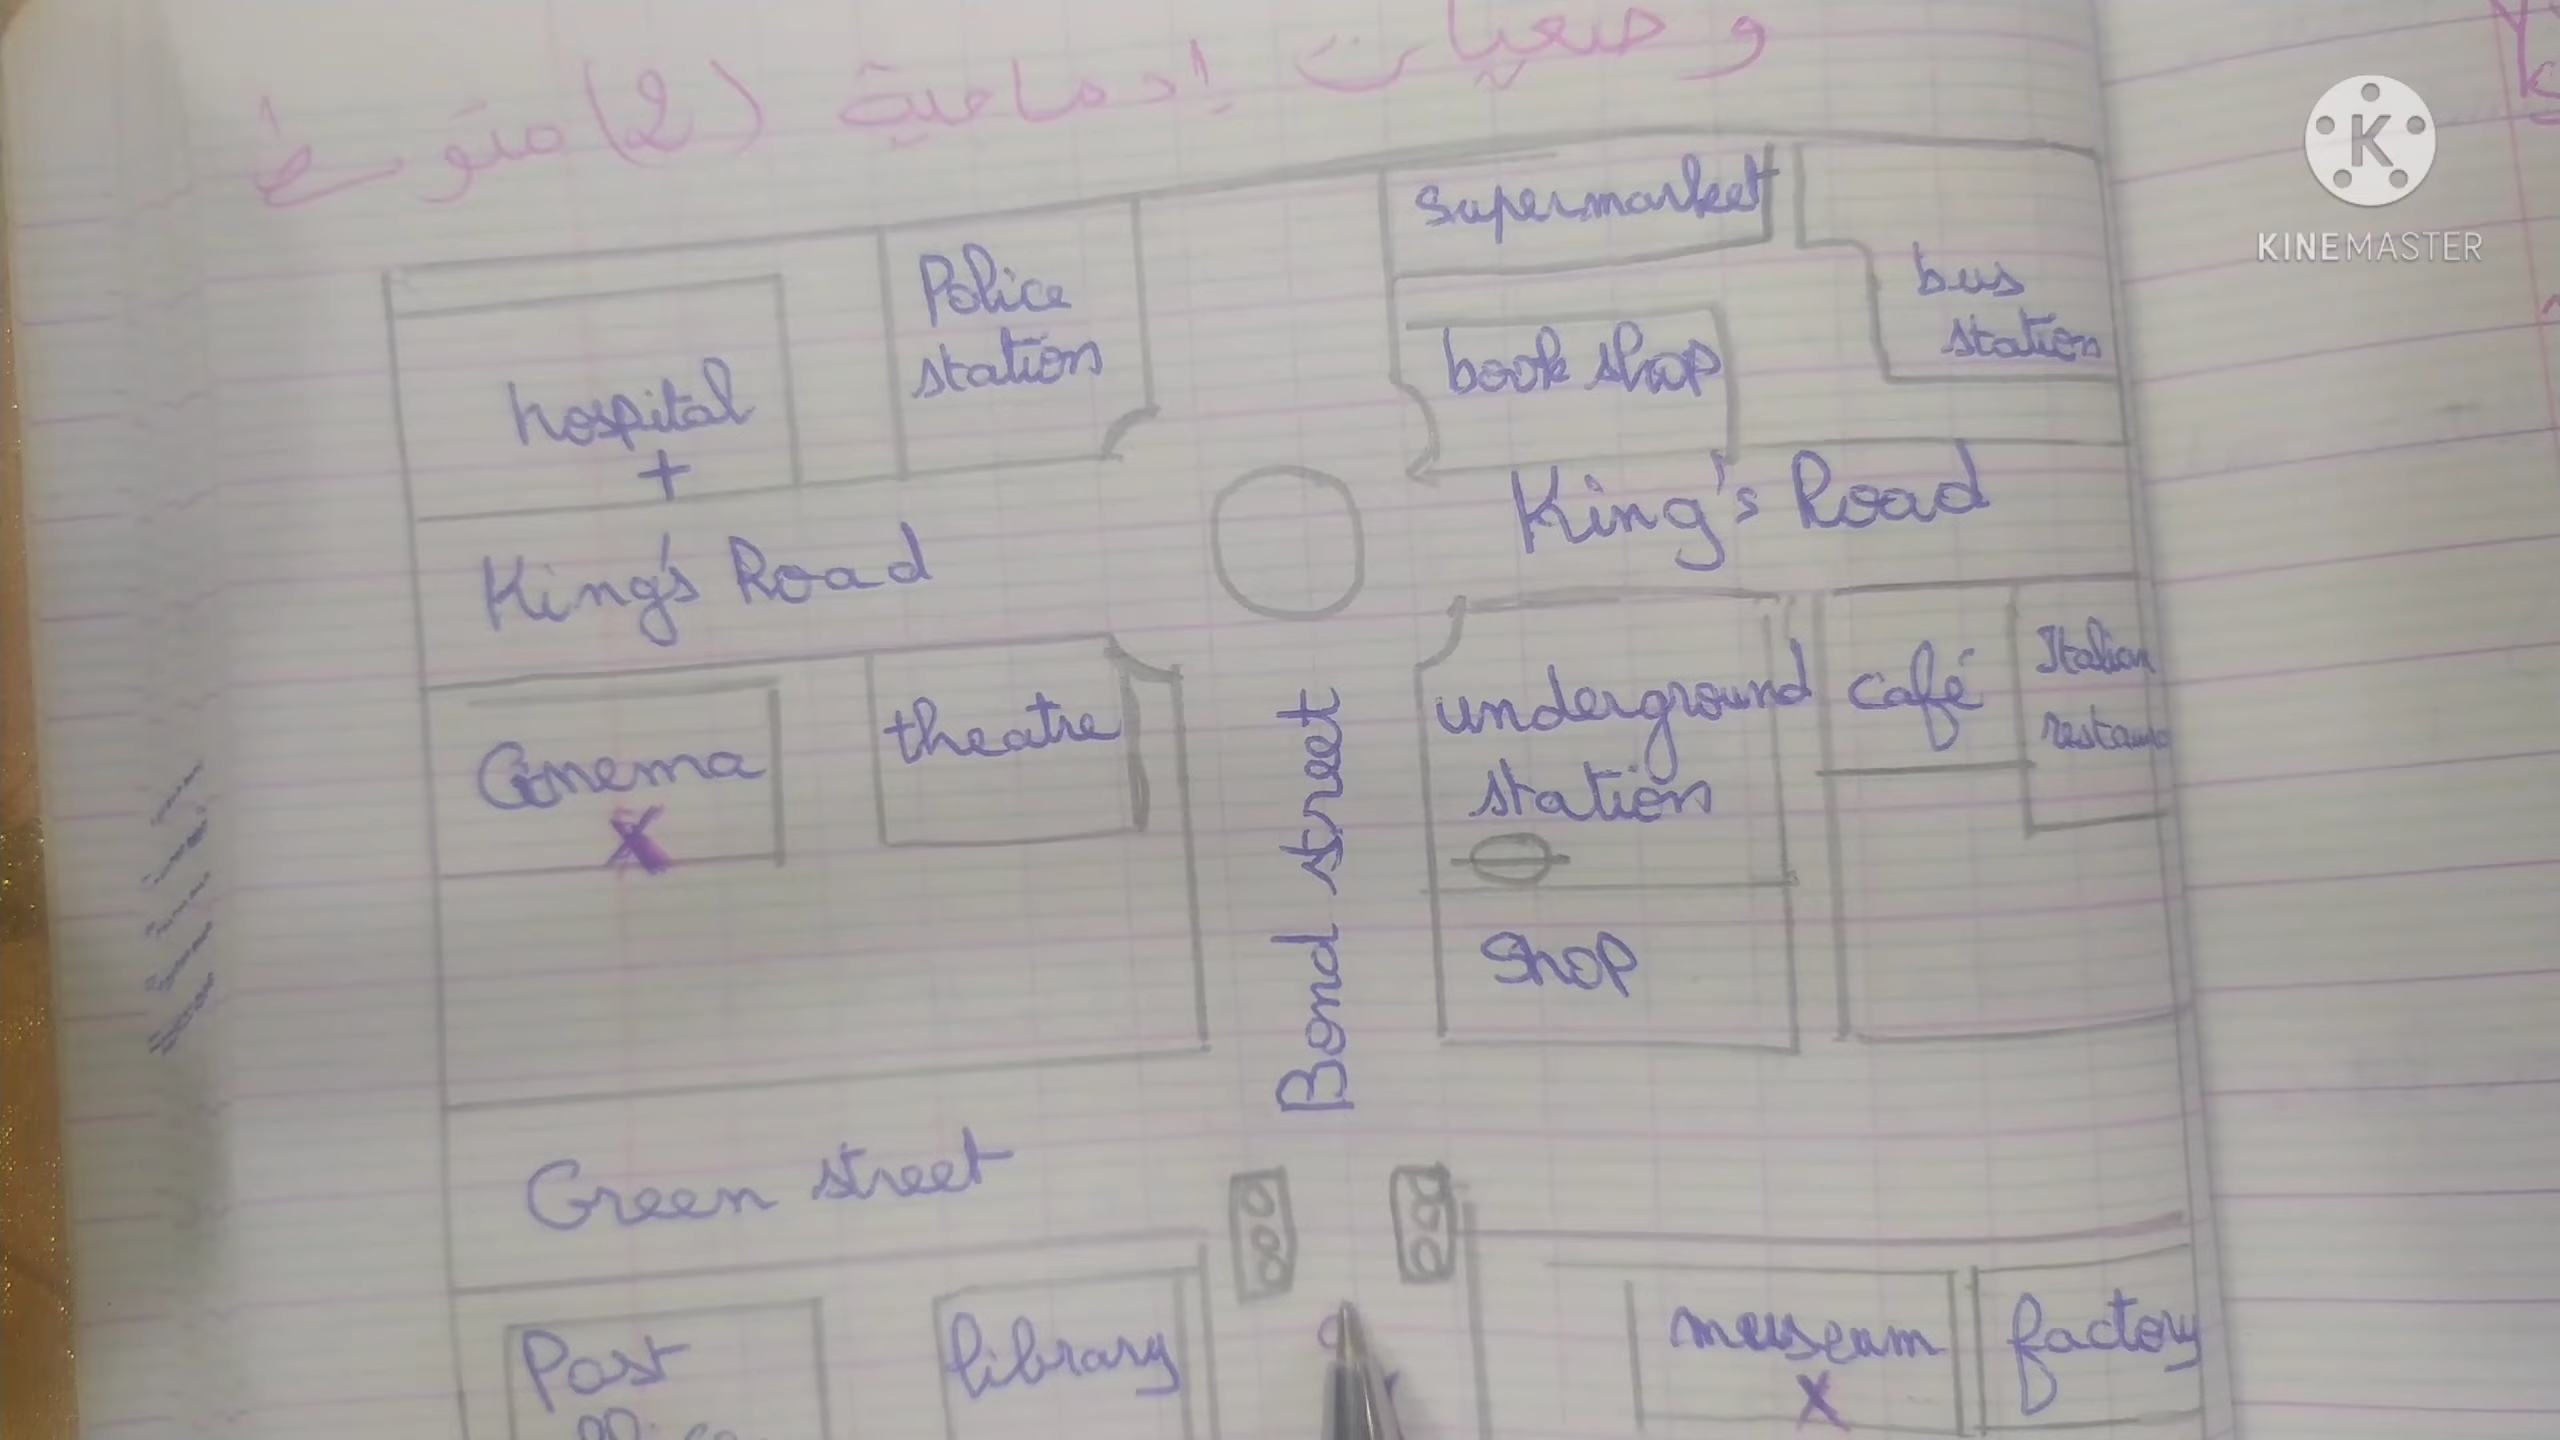 وضعيات إدماجية (2) متوسط
K
KINEMASTER
supermarket
Police
station
bus
station
book shop
hospital
+
King's Road
King's Road
Cinema
X
theatre
Bond street
underground
station
café
Italian
Shop
Green street
Post
library
museum
X
factory